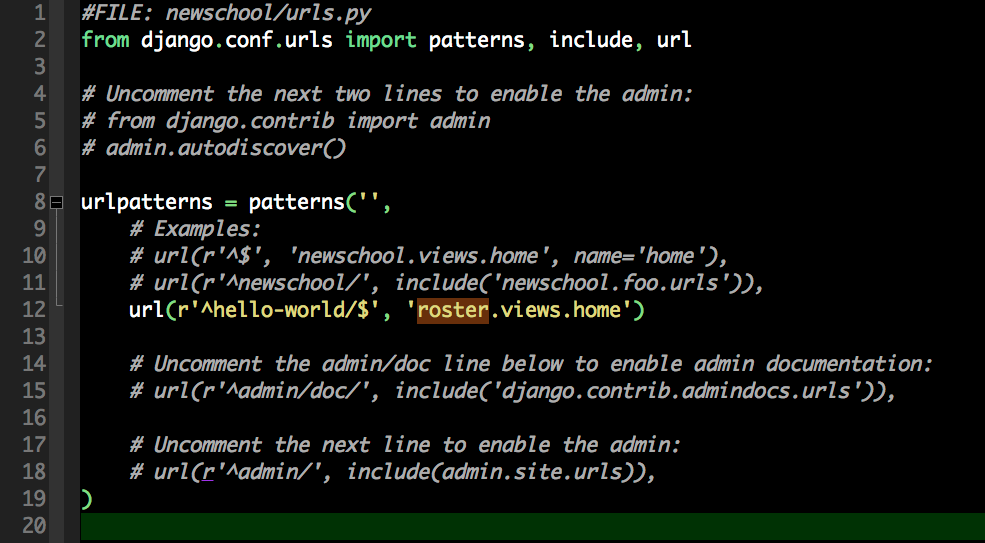 1 #FILE: newschool/urls.py
2 from django.conf.urls import patterns, include, url
3
4 # Uncomment the next two lines to enable the admin:
5 # from django.contrib import admin
6 # admin.autodiscover()
7
8 urlpatterns = patterns('',
9     # Examples:
10     # url(r'^$', 'newschool.views.home', name='home'),
11     # url(r'^newschool/', include('newschool.foo.urls')),
12     url(r'^hello-world/$', 'roster.views.home')
13
14     # Uncomment the admin/doc line below to enable admin documentation:
15     # url(r'^admin/doc/', include('django.contrib.admindocs.urls')),
16
17     # Uncomment the next line to enable the admin:
18     # url(r'^admin/', include(admin.site.urls)),
19 )
20